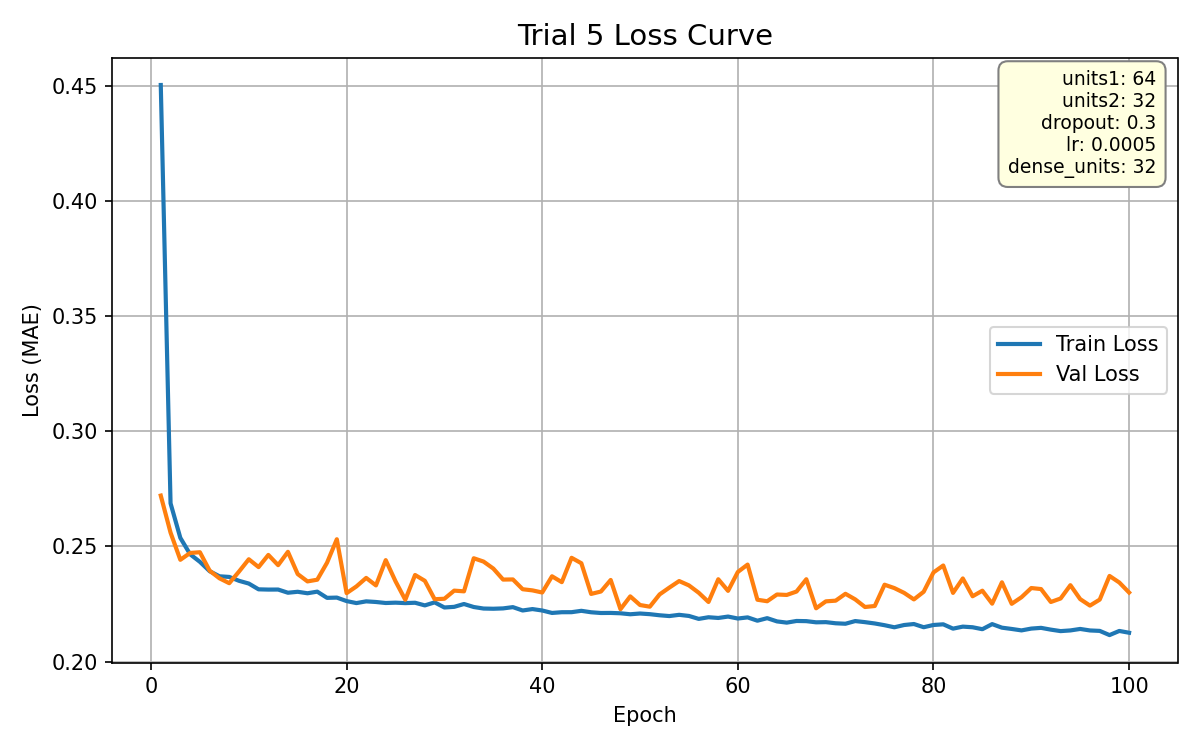 Trial 5 Loss Curve
units1: 64
units2: 32
dropout: 0.3
lr: 0.0005
dense_units: 32
Train Loss
Val Loss
Loss (MAE)
0.45
0.40
0.35
0.30
0.25
0.20
0 20 40 60 80 100
Epoch